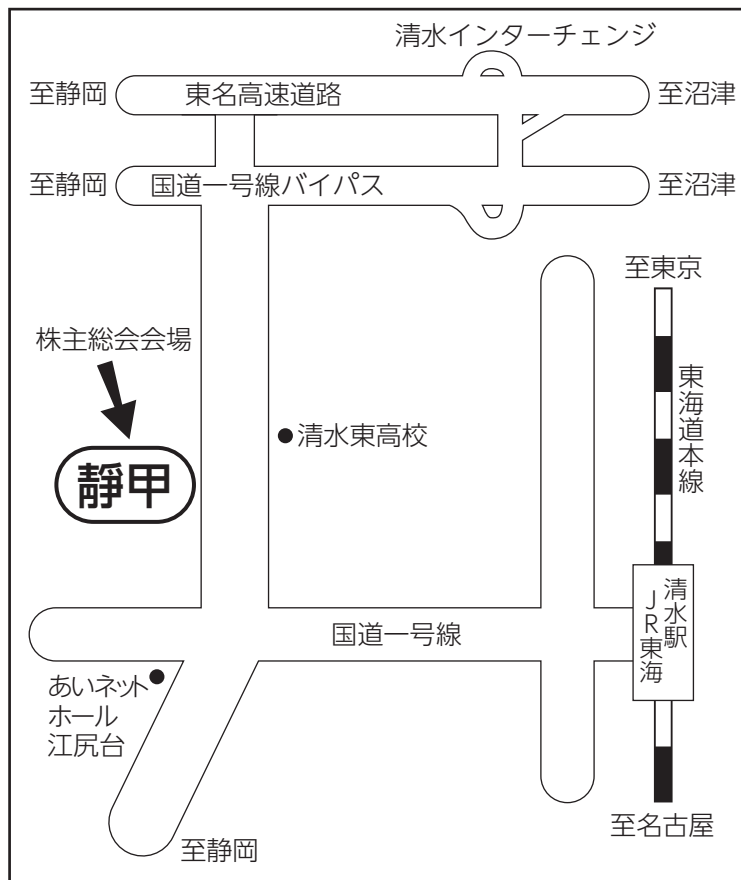 清水インターチェンジ
至静岡
東名高速道路
至沼津
至静岡
国道一号線バイパス
至沼津
至東京
株主総会会場
東海道本線
清水東高校
靜甲
国道一号線
清水駅
JR東海
あいネット
ホール
江尻台
至静岡
至名古屋